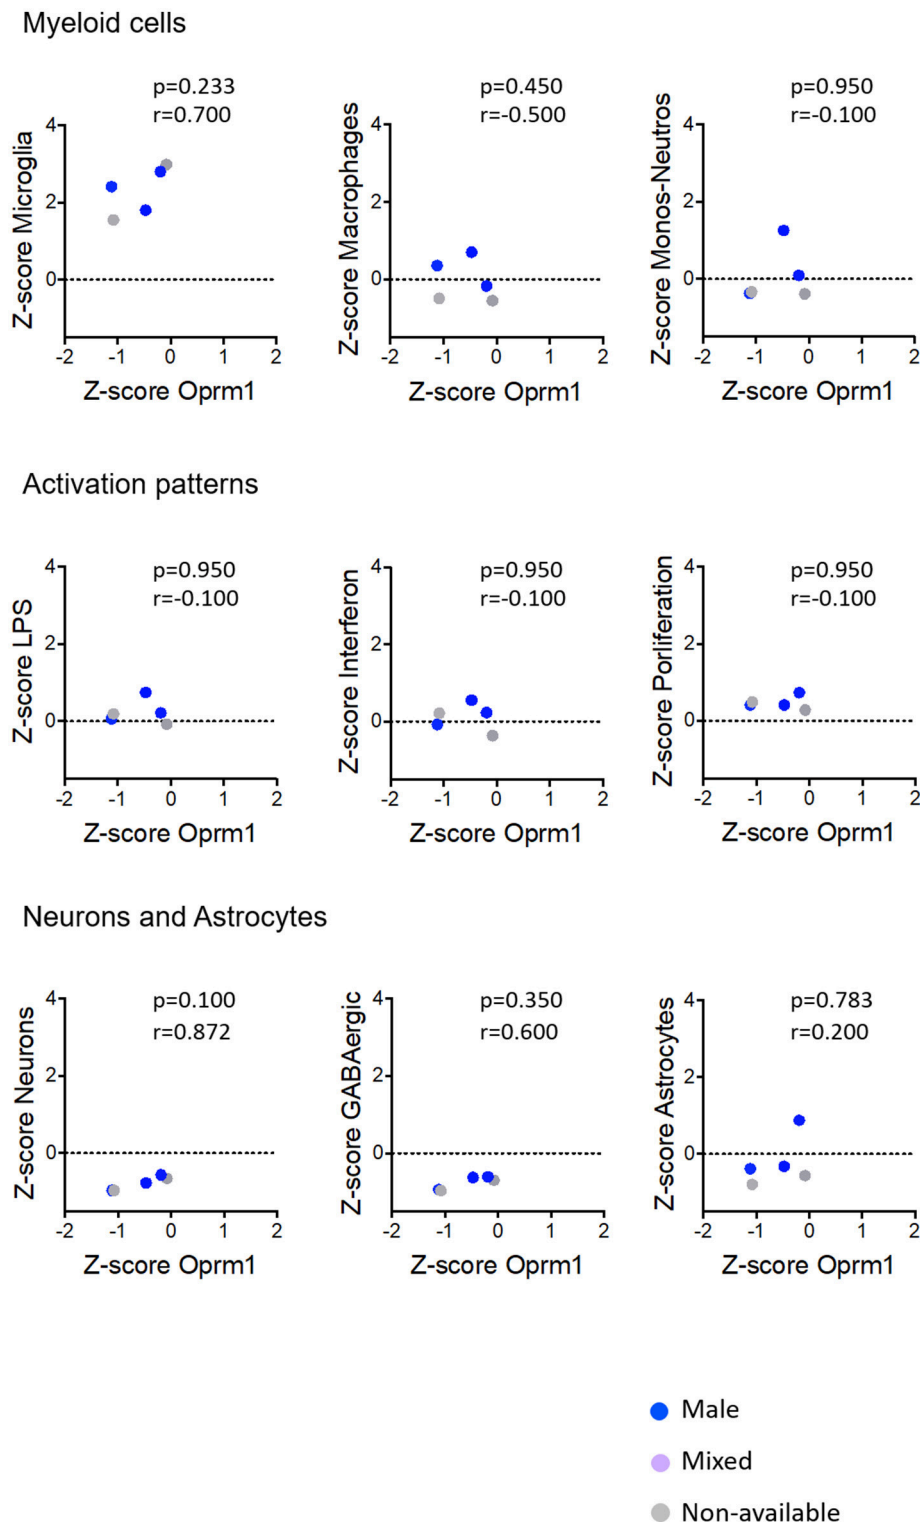 Myeloid cells
p=0.233
r=0.700
Z-score Microglia
4
2
0
-2 -1 0 1 2
Z-score Oprm1
p=0.450
r=-0.500
Z-score Macrophages
4
2
0
-2 -1 0 1 2
Z-score Oprm1
p=0.950
r=-0.100
Z-score Monos-Neutros
4
2
0
-2 -1 0 1 2
Z-score Oprm1
Activation patterns
p=0.950
r=-0.100
Z-score LPS
4
2
0
-2 -1 0 1 2
Z-score Oprm1
p=0.950
r=-0.100
Z-score Interferon
4
2
0
-2 -1 0 1 2
Z-score Oprm1
p=0.950
r=-0.100
Z-score Porliferation
4
2
0
-2 -1 0 1 2
Z-score Oprm1
Neurons and Astrocytes
p=0.100
r=0.872
Z-score Neurons
4
2
0
-2 -1 0 1 2
Z-score Oprm1
p=0.350
r=0.600
Z-score GABAergic
4
2
0
-2 -1 0 1 2
Z-score Oprm1
p=0.783
r=0.200
Z-score Astrocytes
4
2
0
-2 -1 0 1 2
Z-score Oprm1
Male
Mixed
Non-available